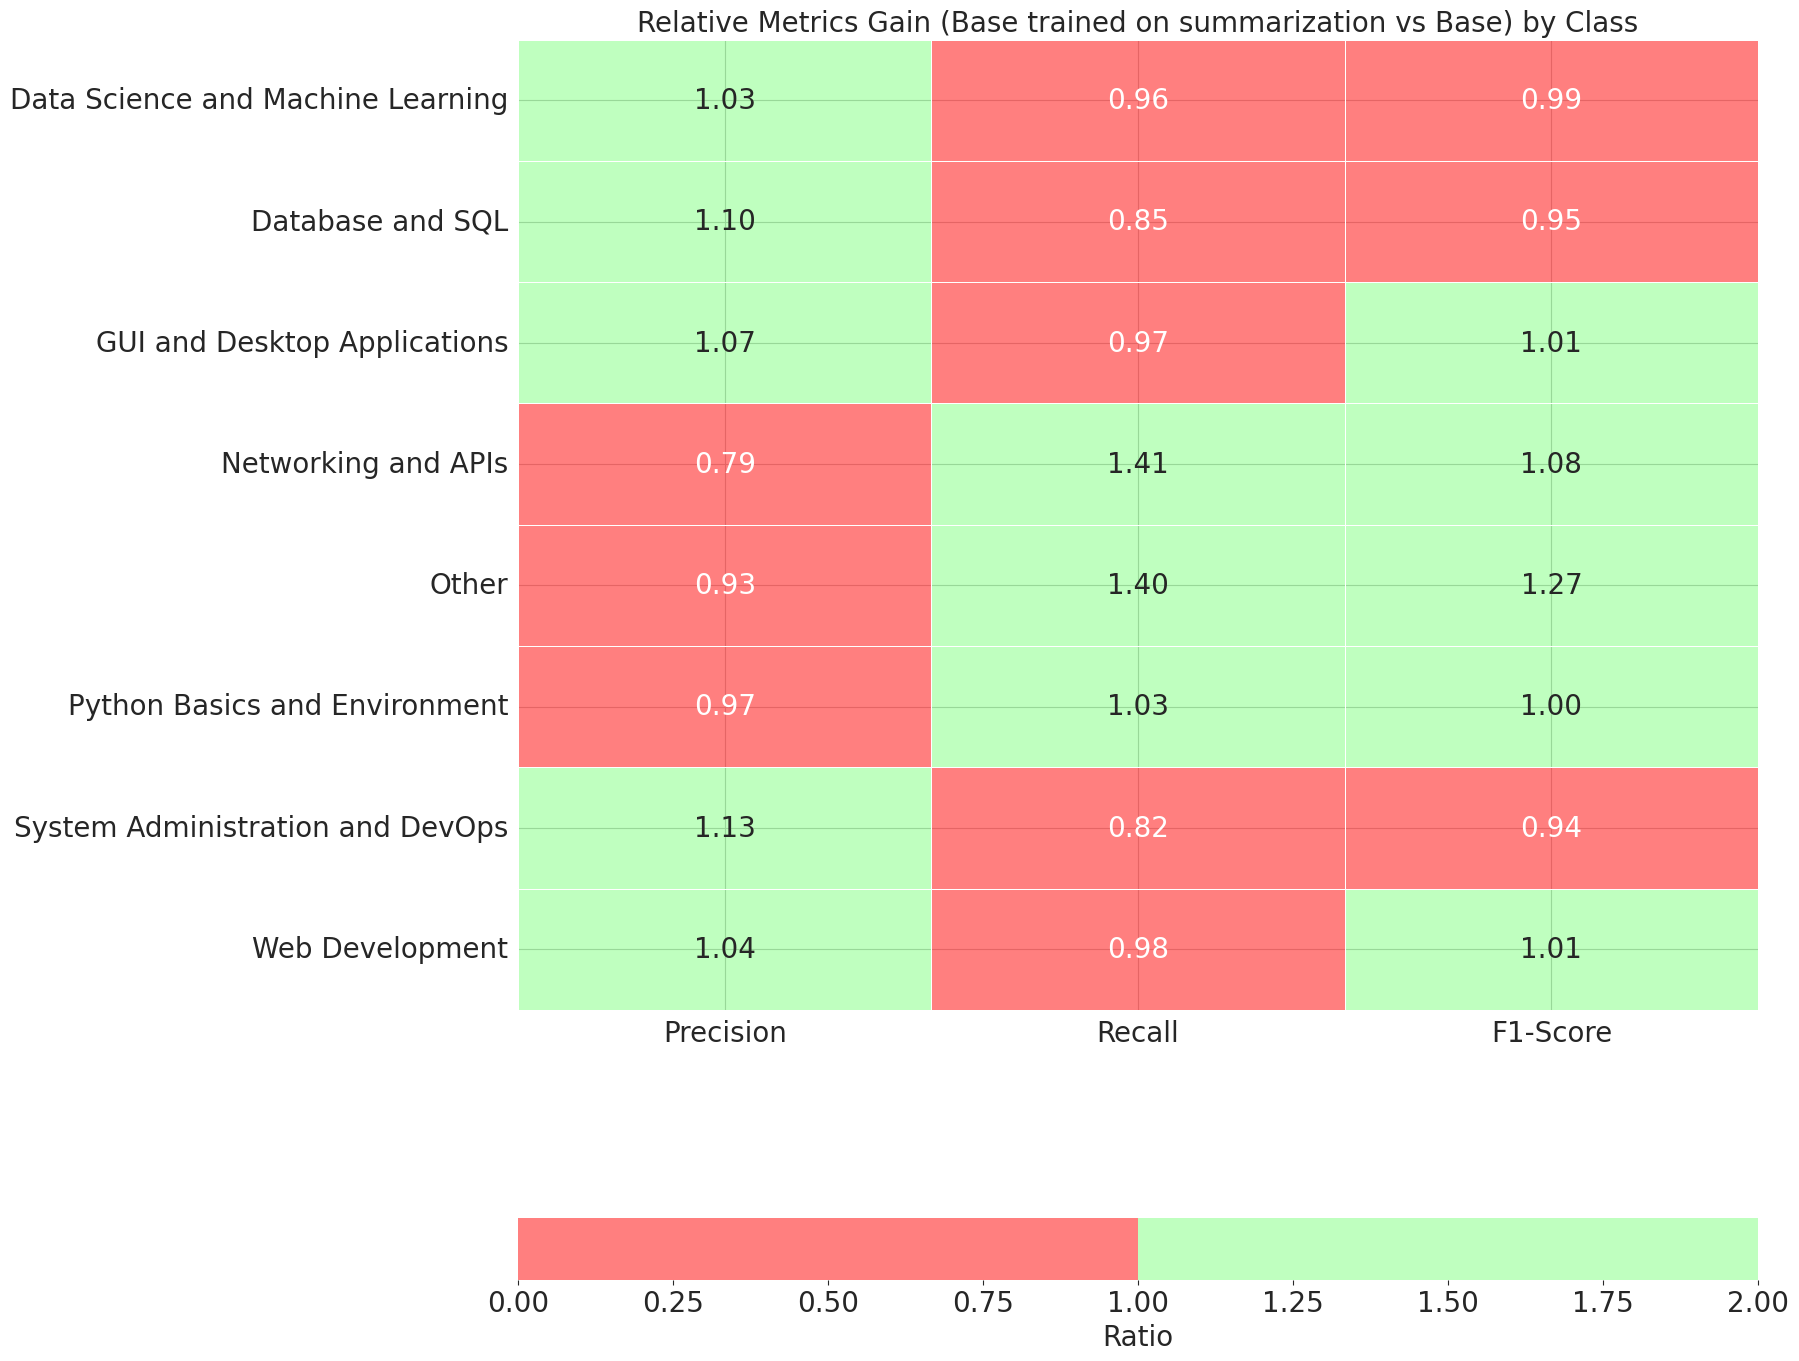 Relative Metrics Gain (Base trained on summarization vs Base) by Class
Data Science and Machine Learning 1.03 0.96 0.99
Database and SQL 1.10 0.85 0.95
GUI and Desktop Applications 1.07 0.97 1.01
Networking and APIs 0.79 1.41 1.08
Other 0.93 1.40 1.27
Python Basics and Environment 0.97 1.03 1.00
System Administration and DevOps 1.13 0.82 0.94
Web Development 1.04 0.98 1.01
Precision Recall F1-Score
0.00 0.25 0.50 0.75 1.00 1.25 1.50 1.75 2.00
Ratio